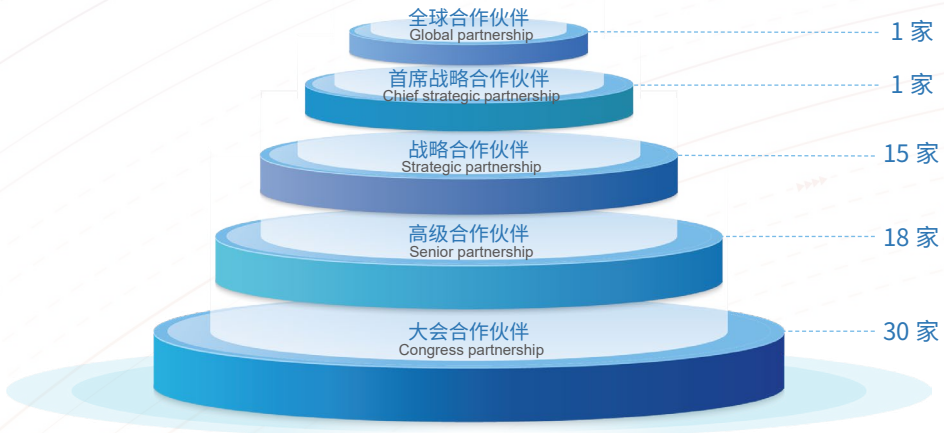 全球合作伙伴
Global partnership
1 家
首席战略合作伙伴
Chief strategic partnership
1 家
战略合作伙伴
Strategic partnership
15 家
高级合作伙伴
Senior partnership
18 家
大会合作伙伴
Congress partnership
30 家